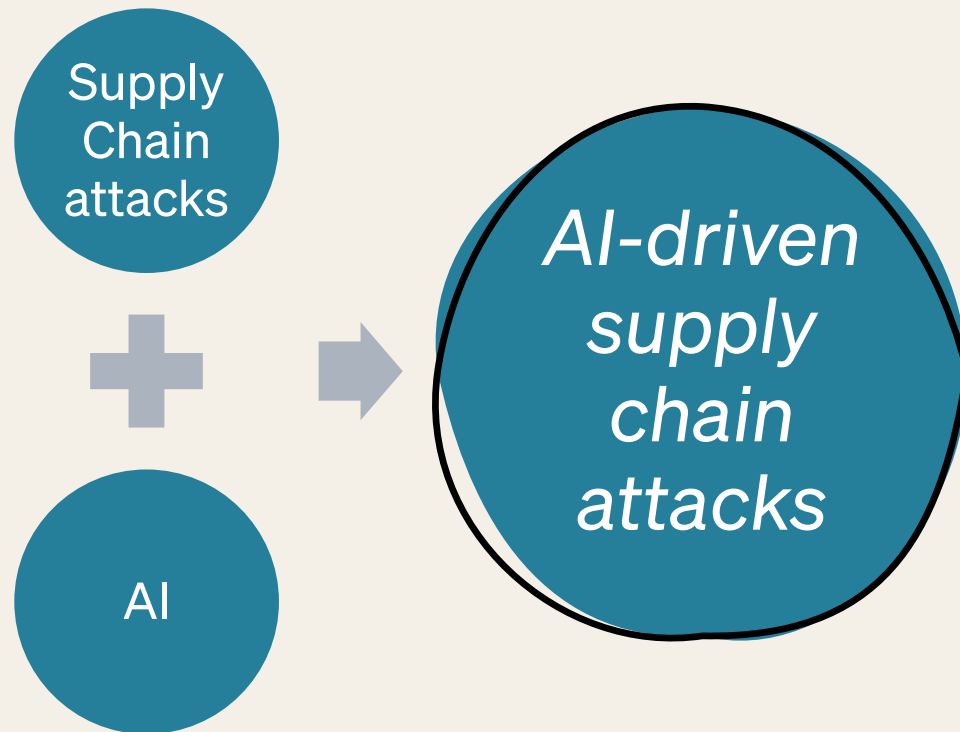 Supply
Chain
attacks
AI
AI-driven
supply
chain
attacks